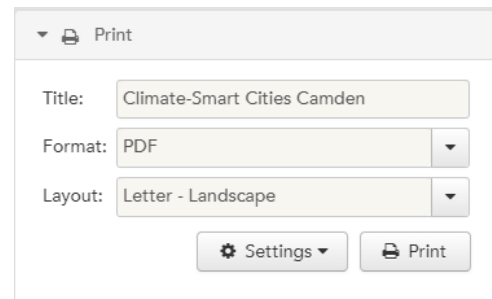 Print
Title: Climate-Smart Cities Camden
Format: PDF
Layout: Letter - Landscape
Settings Print